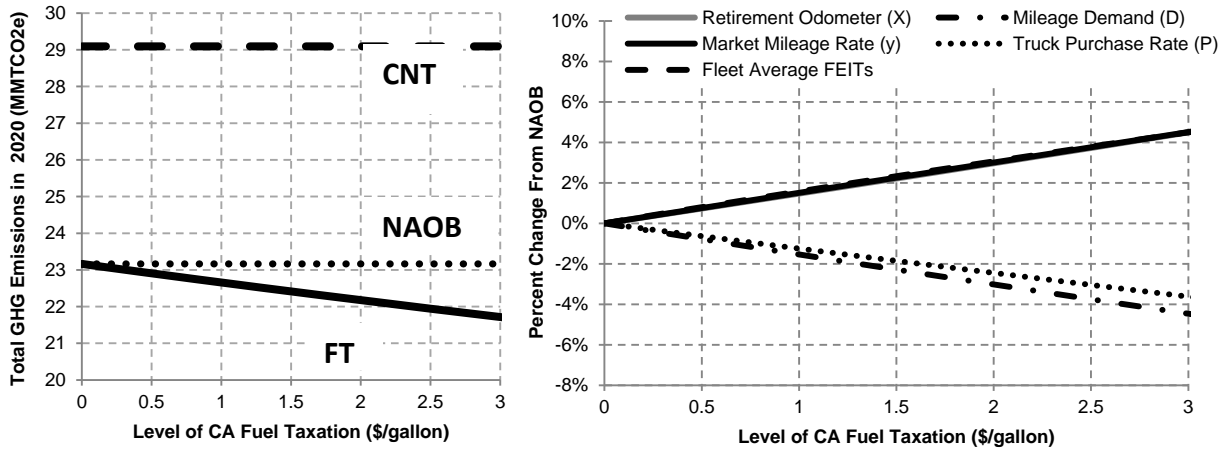 Total GHG Emissions in 2020 (MMTCO2e)
30
29
28
27
26
25
24
23
22
21
20
CNT
NAOB
FT
0 0.5 1 1.5 2 2.5 3
Level of CA Fuel Taxation ($/gallon)
Percent Change From NAOB
10%
8%
6%
4%
2%
0%
-2%
-4%
-6%
-8%
Retirement Odometer (X) Mileage Demand (D)
Market Mileage Rate (y) Truck Purchase Rate (P)
Fleet Average FEITs
0 0.5 1 1.5 2 2.5 3
Level of CA Fuel Taxation ($/gallon)